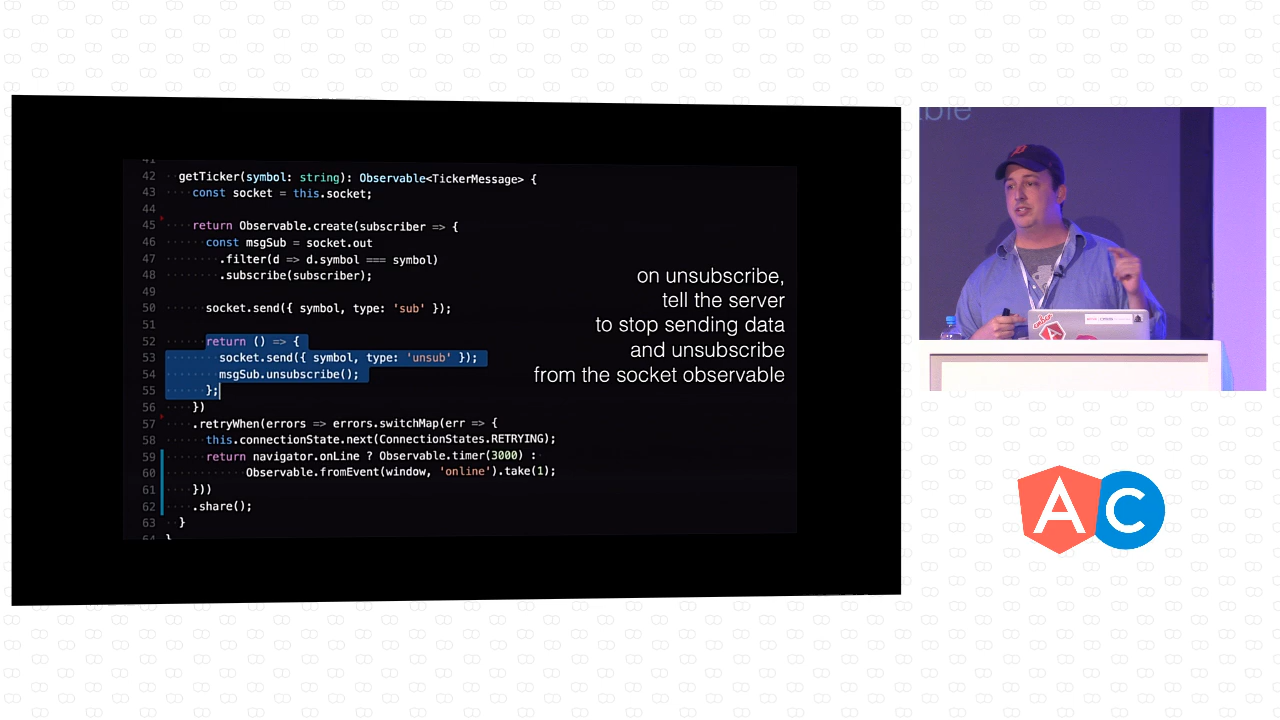 41
42 getTicker(symbol: string): Observable<TickerMessage> {
43 const socket = this.socket;
44
45 return Observable.create(subscriber => {
46 const msgSub = socket.out
47 .filter(d => d.symbol === symbol)
48 .subscribe(subscriber);
49
50 socket.send({ symbol, type: 'sub' });
51
52 return () => {
53 socket.send({ symbol, type: 'unsub' });
54 msgSub.unsubscribe();
55 };
56 })
57 .retryWhen(errors => errors.switchMap(err => {
58 this.connectionState.next(ConnectionStates.RETRYING);
59 return navigator.onLine ? Observable.timer(3000) :
60 Observable.fromEvent(window, 'online').take(1);
61 }))
62 .share();
63 }
64 }
on unsubscribe,
tell the server
to stop sending data
and unsubscribe
from the socket observable
A C